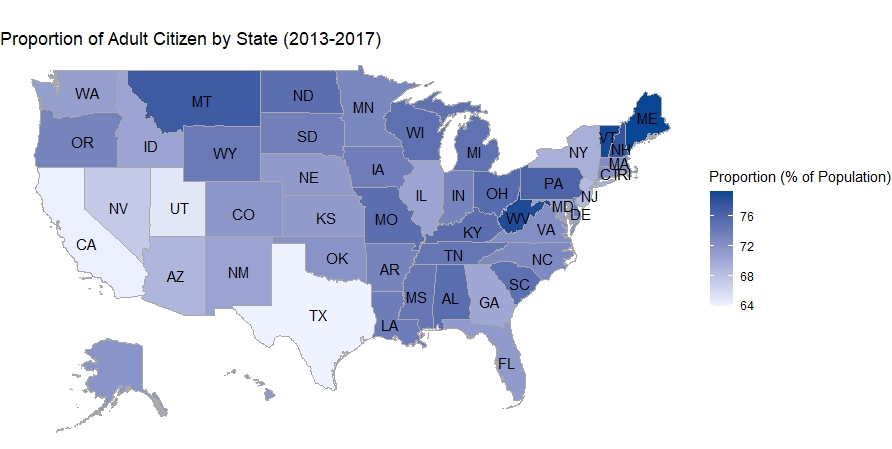 Proportion of Adult Citizen by State (2013-2017)
WA
MT
ND
MN
OR
ID
SD
WI
MI
VT
NH
ME
WY
NY
MA
CT
RI
NE
IA
PA
NJ
NV
UT
CO
IL
IN
OH
MD
DE
CA
KS
MO
WV
VA
KY
AZ
NM
OK
AR
TN
NC
SC
TX
MS
AL
GA
LA
FL
Proportion (% of Population)
76
72
68
64